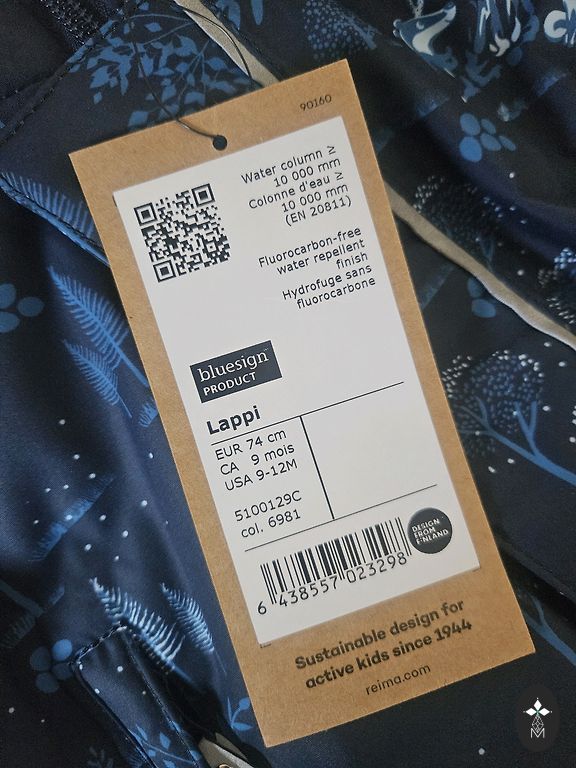 90160
Water column ≥
10 000 mm
Colonne d'eau ≥
10 000 mm
(EN 20811)
Fluorocarbon-free
water repellent
finish
Hydrofuge sans
fluorocarbone
bluesign
PRODUCT
Lappi
EUR 74 cm
CA 9 mois
USA 9-12M
5100129C
col. 6981
DESIGN
FROM
FINLAND
6 438557 023298
Sustainable design for
active kids since 1944
reima.com